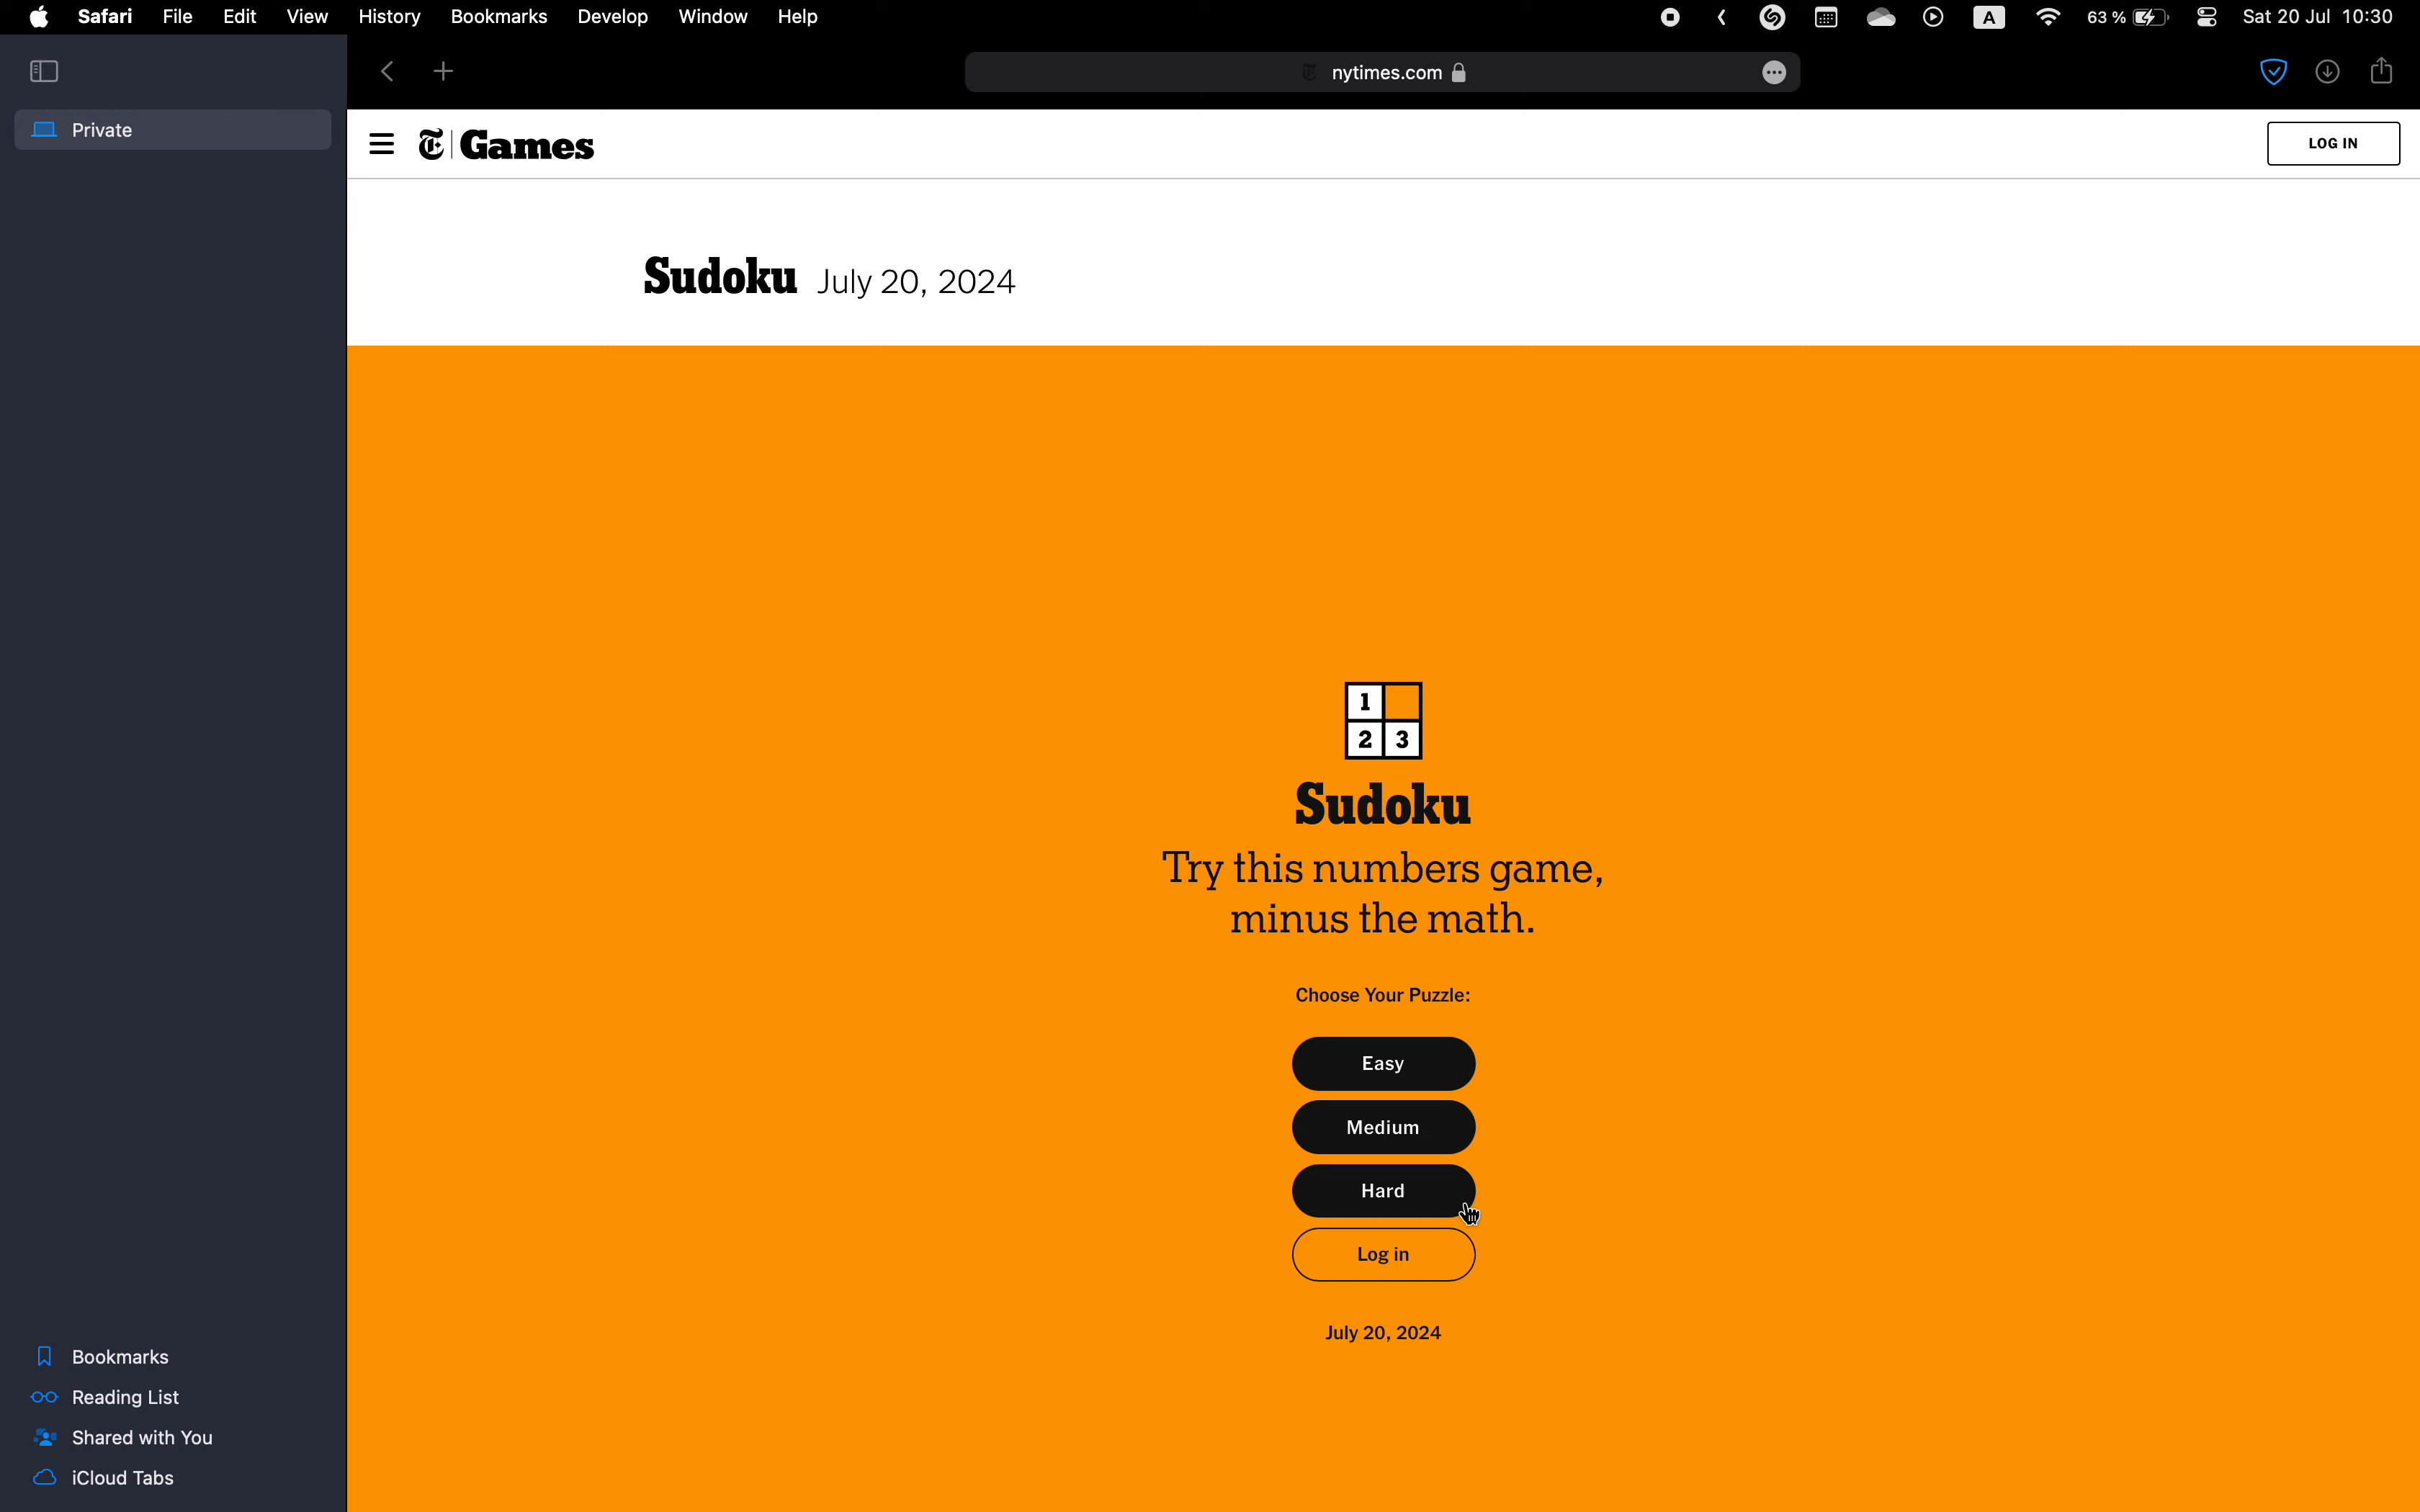 Safari File Edit View History Bookmarks Develop Window Help A 63 % Sat 20 Jul 10:30
nytimes.com
Private
T Games
LOG IN
Sudoku July 20, 2024
1
2 3
Sudoku
Try this numbers game,
minus the math.
Choose Your Puzzle:
Easy
Medium
Hard
Log in
July 20, 2024
Bookmarks
Reading List
Shared with You
iCloud Tabs